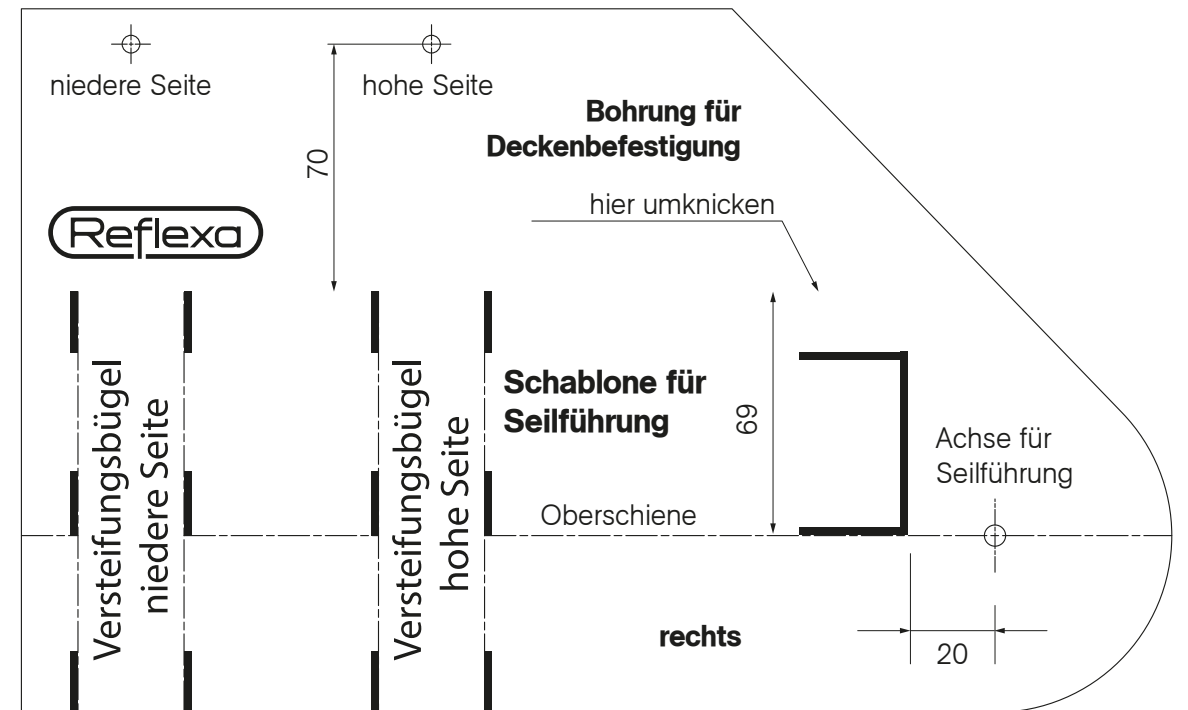 niedere Seite
hohe Seite
Bohrung für
Deckenbefestigung
70
hier umknicken
Reflexa
Versteifungsbügel
niedere Seite
Versteifungsbügel
hohe Seite
Schablone für
Seilführung
69
Achse für
Seilführung
Oberschiene
rechts
20